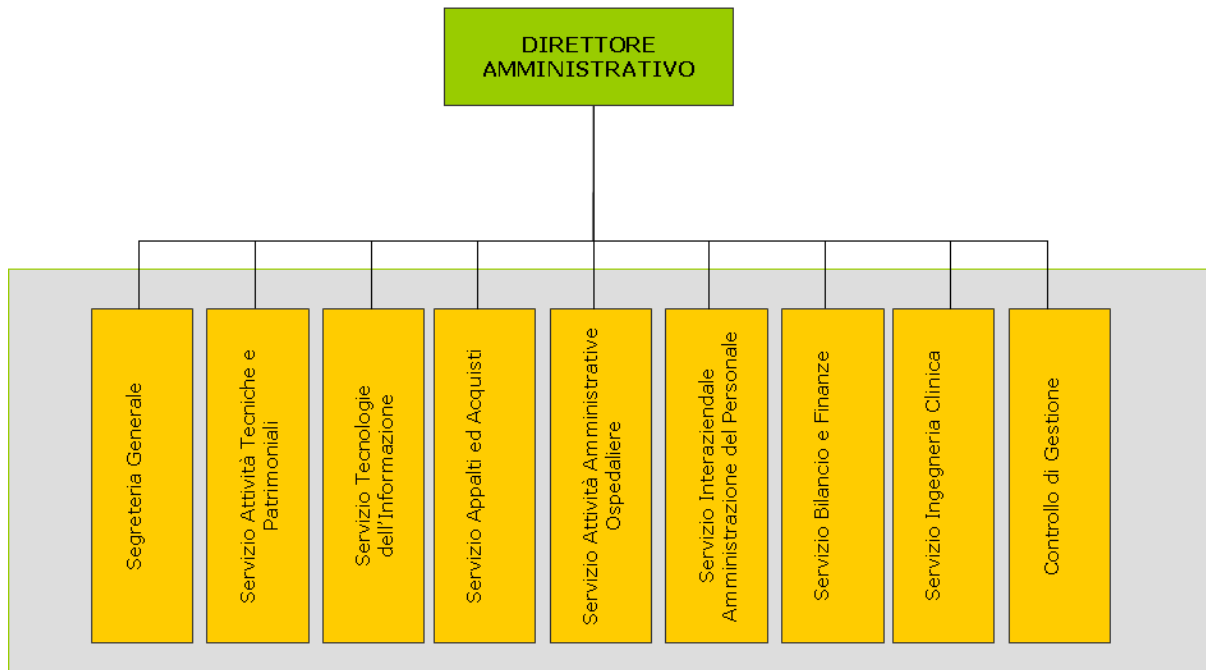 DIRETTORE
AMMINISTRATIVO
Segreteria Generale
Servizio Attività Tecniche e
Patrimoniali
Servizio Tecnologie
dell'Informazione
Servizio Appalti ed Acquisti
Servizio Attività Amministrative
Ospedaliere
Servizio Interaziendale
Amministrazione del Personale
Servizio Bilancio e Finanze
Servizio Ingegneria Clinica
Controllo di Gestione